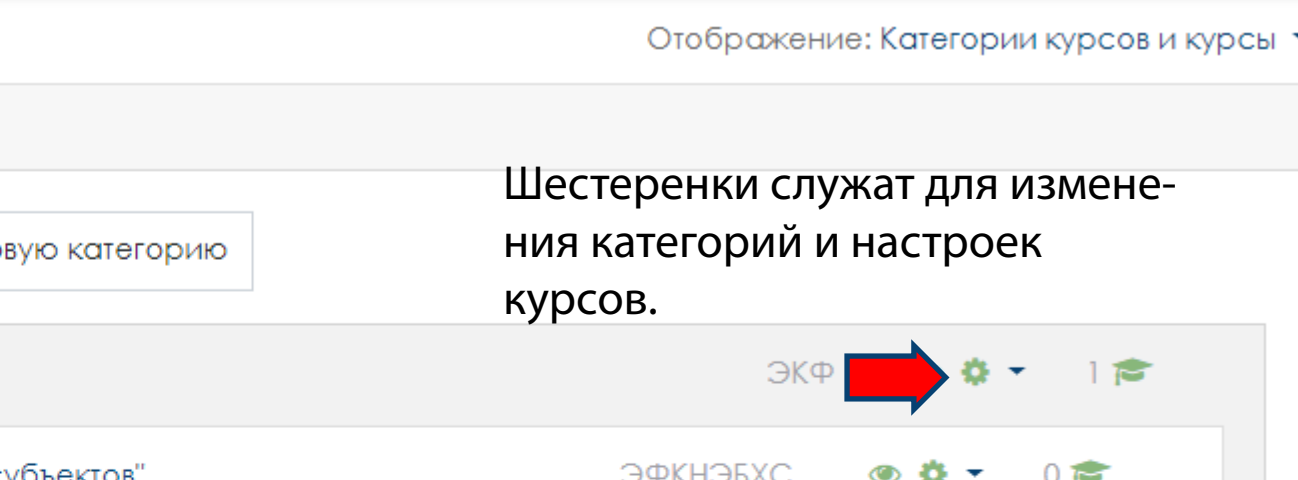 Отображение: Категории курсов и курсы
Шестеренки служат для измене-
ния категорий и настроек
курсов.
вую категорию
ЭКФ 1
субъектов"
ЭФКНЭБХС 0